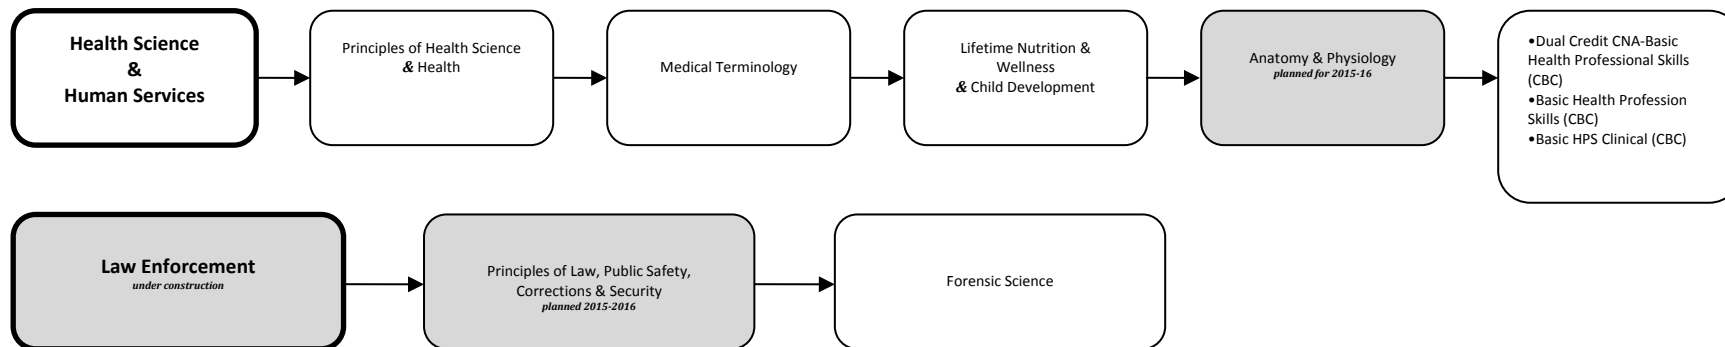 Health Science
&
Human Services
Principles of Health Science
& Health
Medical Terminology
Lifetime Nutrition &
Wellness
& Child Development
Anatomy & Physiology
planned for 2015-16
•Dual Credit CNA-Basic
Health Professional Skills
(CBC)
•Basic Health Profession
Skills (CBC)
•Basic HPS Clinical (CBC)
Law Enforcement
under construction
Principles of Law, Public Safety,
Corrections & Security
planned 2015-2016
Forensic Science